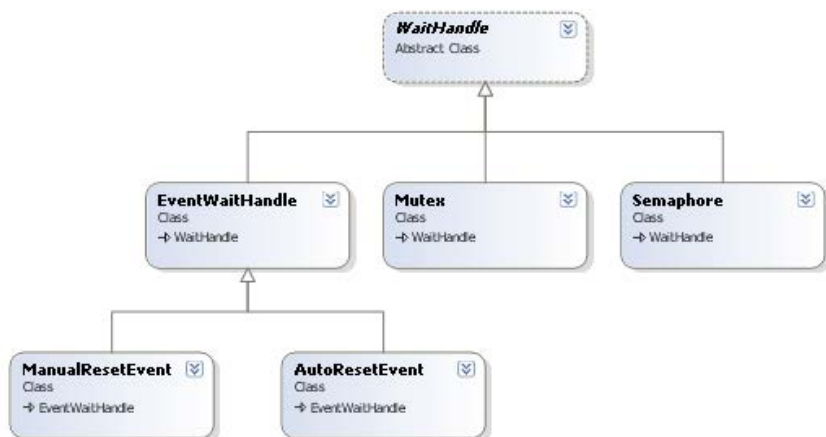 WaitHandle
Abstract Class
EventWaitHandle
Class
WaitHandle
Mutex
Class
WaitHandle
Semaphore
Class
WaitHandle
ManualResetEvent
Class
EventWaitHandle
AutoResetEvent
Class
EventWaitHandle